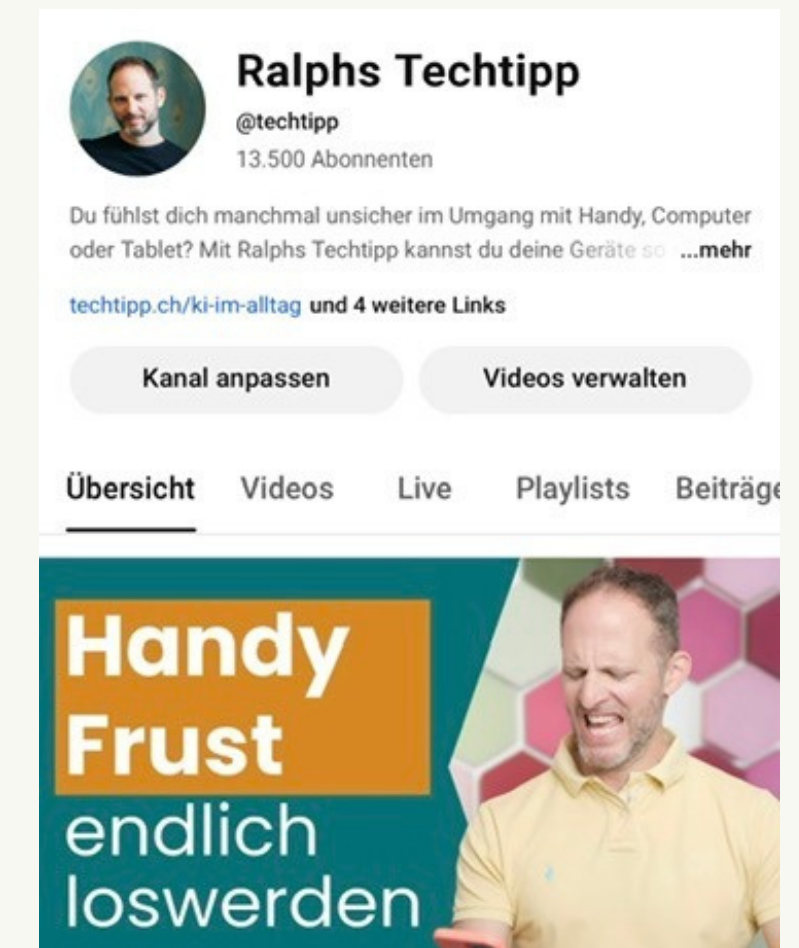 Ralphs Techtipp
@techtipp
13.500 Abonnenten
Du fühlst dich manchmal unsicher im Umgang mit Handy, Computer
oder Tablet? Mit Ralphs Techtipp kannst du deine Geräte so ...mehr
techtipp.ch/ki-im-alltag und 4 weitere Links
Kanal anpassen Videos verwalten
Übersicht Videos Live Playlists Beiträge
Handy
Frust
endlich
loswerden